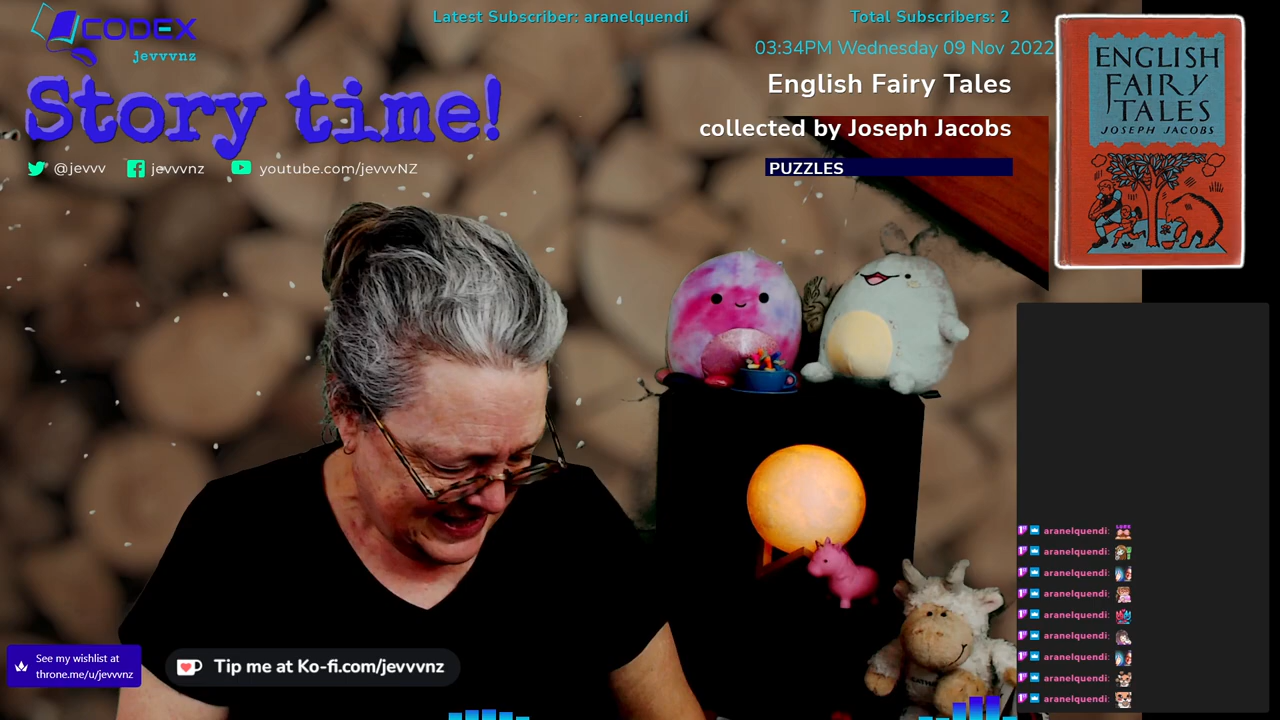 CODEX
jevvvnz
Latest Subscriber: aranelquendi
Total Subscribers: 2
03:34PM Wednesday 09 Nov 2022
Story time!
English Fairy Tales
collected by Joseph Jacobs
PUZZLES
@jevvv
jevvvnz
youtube.com/jevvvNZ
ENGLISH
FAIRY
TALES
JOSEPH JACOBS
aranelquendi:
aranelquendi:
aranelquendi:
aranelquendi:
aranelquendi:
aranelquendi:
aranelquendi:
aranelquendi:
aranelquendi:
See my wishlist at
throne.me/u/jevvvnz
Tip me at Ko-fi.com/jevvvnz